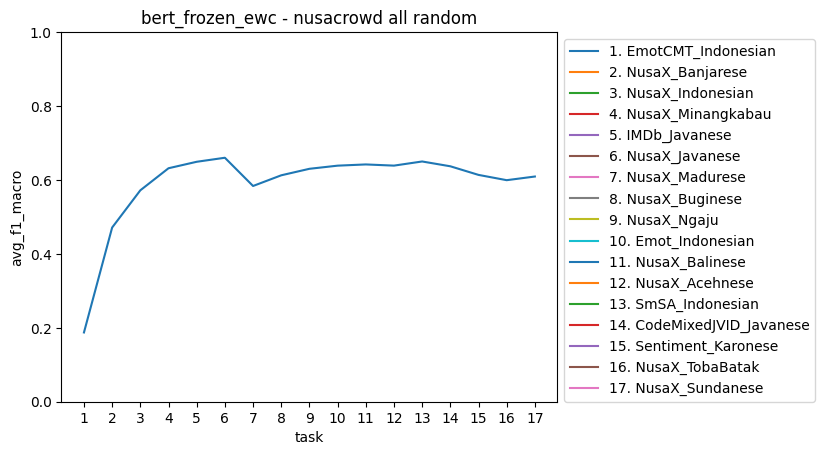 bert_frozen_ewc - nusacrowd all random
avg_f1_macro
1.0
0.8
0.6
0.4
0.2
0.0
1 2 3 4 5 6 7 8 9 10 11 12 13 14 15 16 17
task
1. EmotCMT_Indonesian
2. NusaX_Banjarese
3. NusaX_Indonesian
4. NusaX_Minangkabau
5. IMDb_Javanese
6. NusaX_Javanese
7. NusaX_Madurese
8. NusaX_Buginese
9. NusaX_Ngaju
10. Emot_Indonesian
11. NusaX_Balinese
12. NusaX_Acehnese
13. SmSA_Indonesian
14. CodeMixedJVID_Javanese
15. Sentiment_Karonese
16. NusaX_TobaBatak
17. NusaX_Sundanese